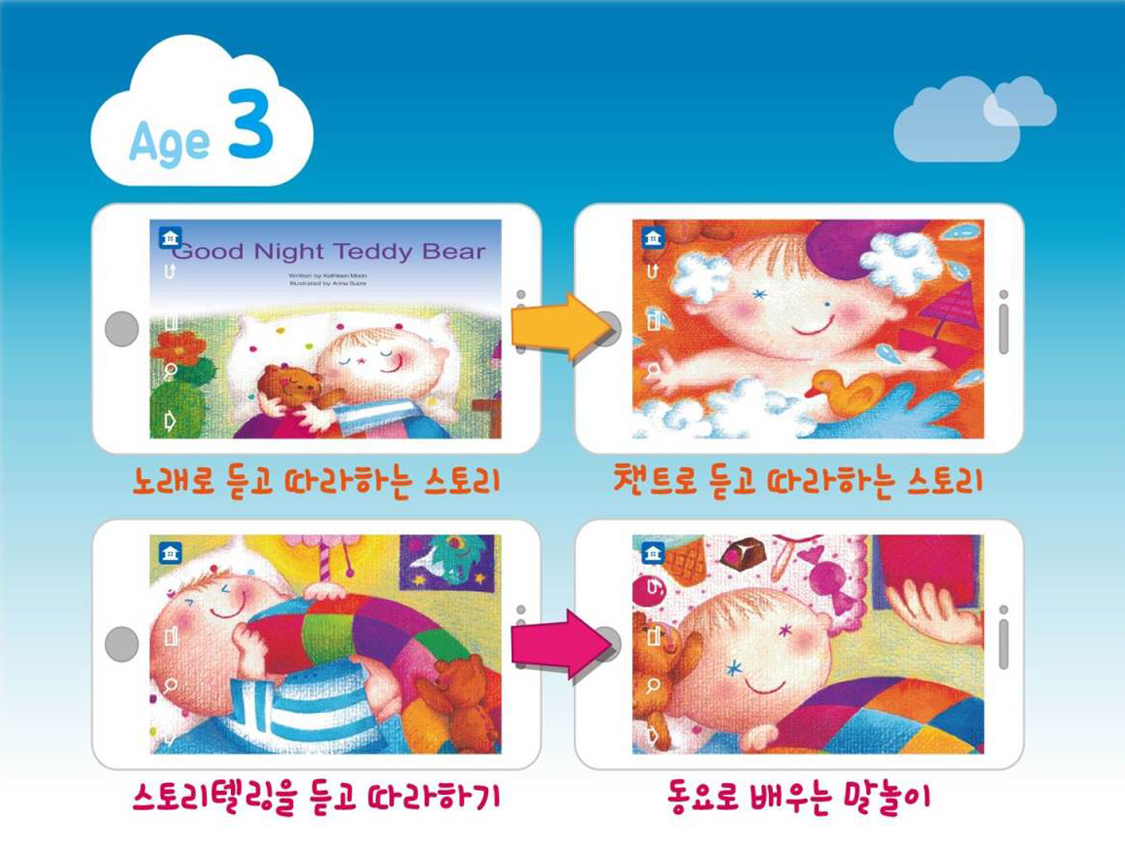 Age 3
Good Night Teddy Bear
Written by Kathleen Moon
Illustrated by Anna Suizre
노래로 듣고 따라하는 스토리
챈트로 듣고 따라하는 스토리
스토리텔링을 듣고 따라하기
동요로 배우는 말놀이